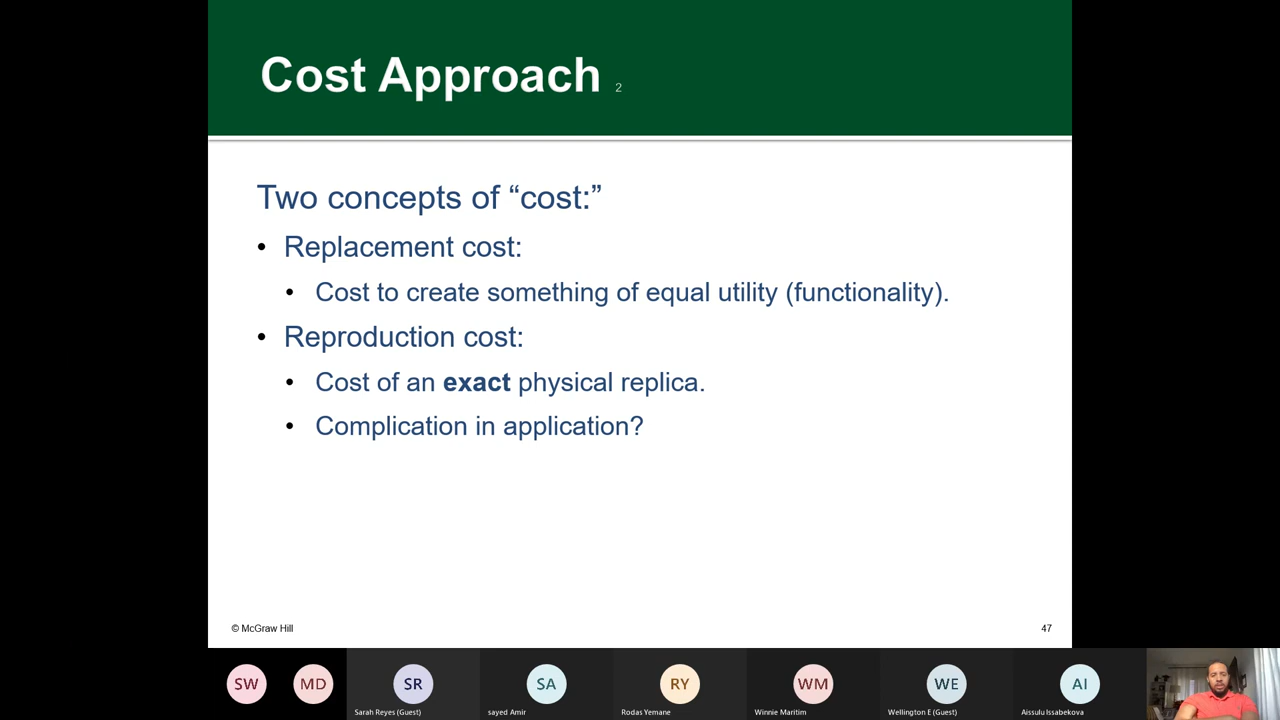 Cost Approach 2
Two concepts of “cost:”
• Replacement cost:
• Cost to create something of equal utility (functionality).
• Reproduction cost:
• Cost of an exact physical replica.
• Complication in application?
© McGraw Hill
47
SW
MD
SR
SA
RY
WM
WE
AI
Sarah Reyes (Guest)
sayed Amir
Rodas Yemane
Winnie Maritim
Wellington E (Guest)
Aissulu Issabekova